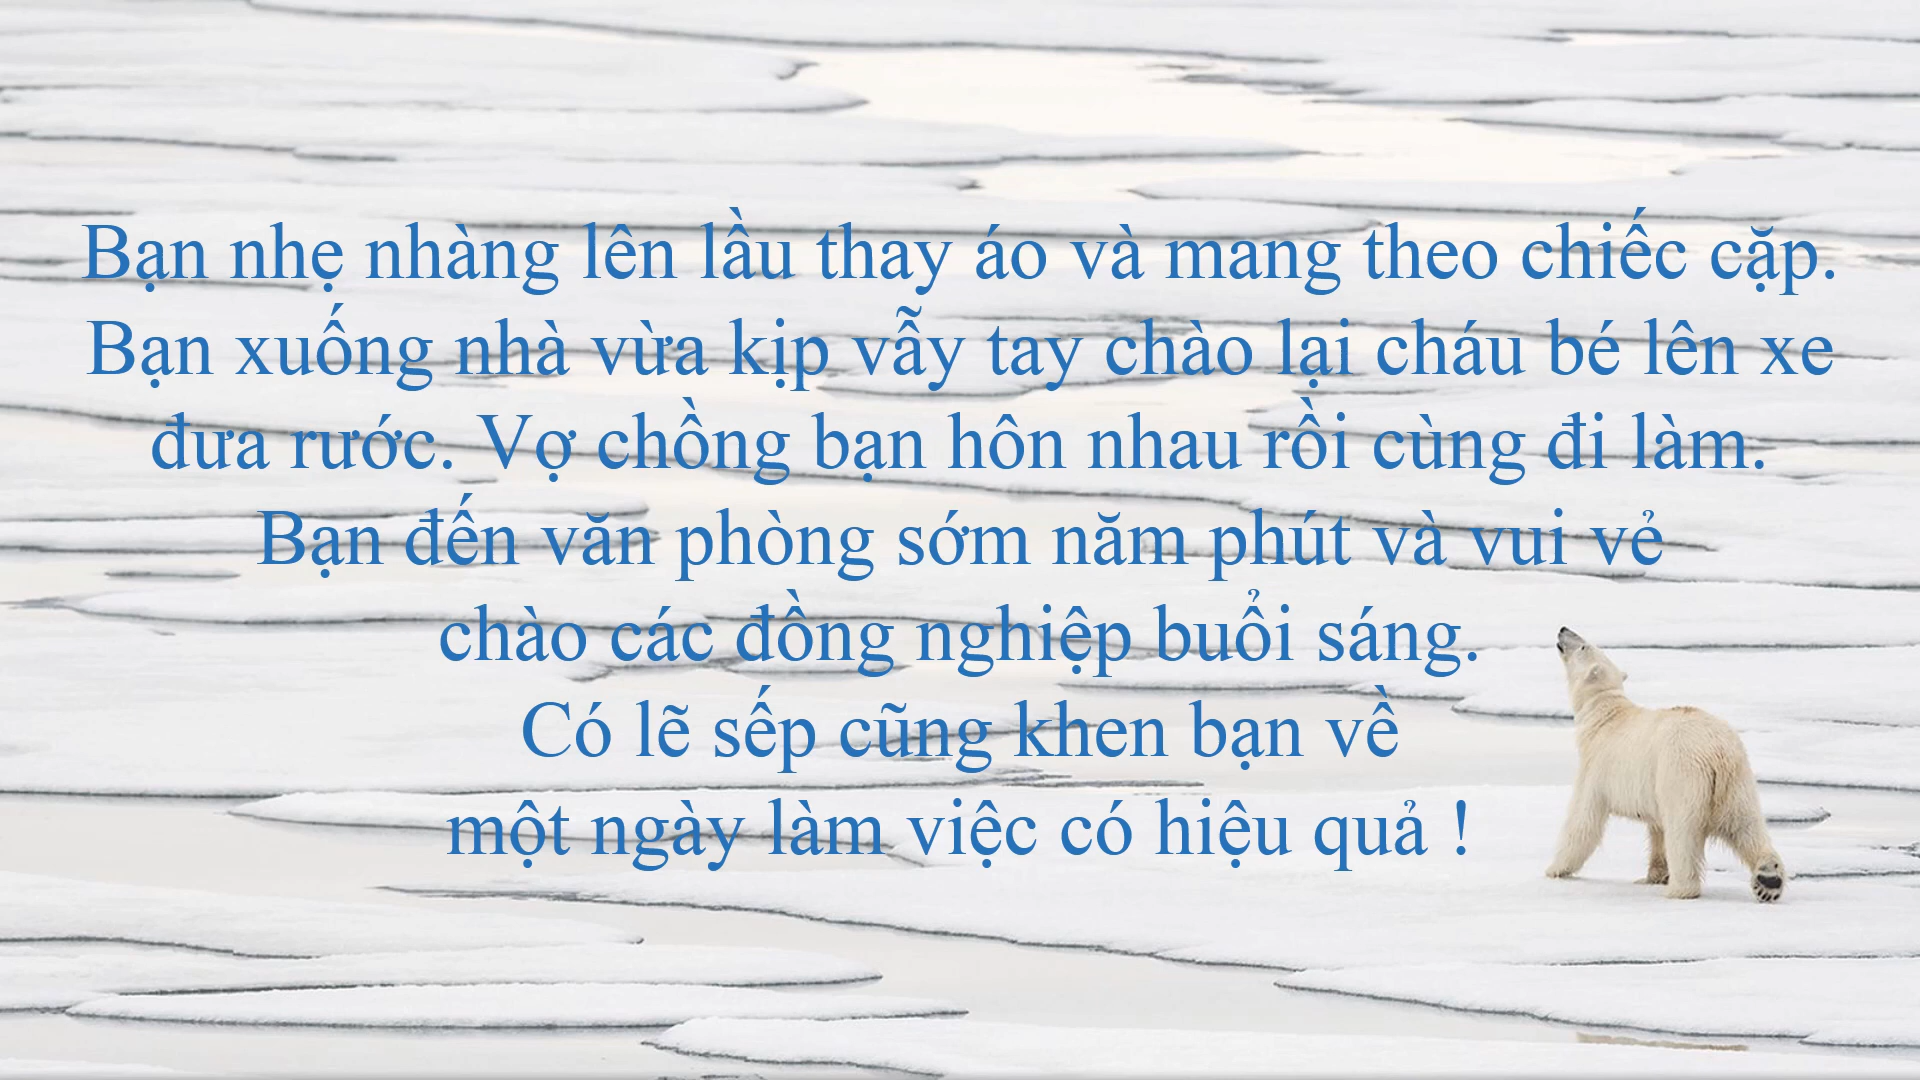 Bạn nhẹ nhàng lên lầu thay áo và mang theo chiếc cặp.
Bạn xuống nhà vừa kịp vẫy tay chào lại cháu bé lên xe
đưa rước. Vợ chồng bạn hôn nhau rồi cùng đi làm.
Bạn đến văn phòng sớm năm phút và vui vẻ
chào các đồng nghiệp buổi sáng.
Có lẽ sếp cũng khen bạn về
một ngày làm việc có hiệu quả !